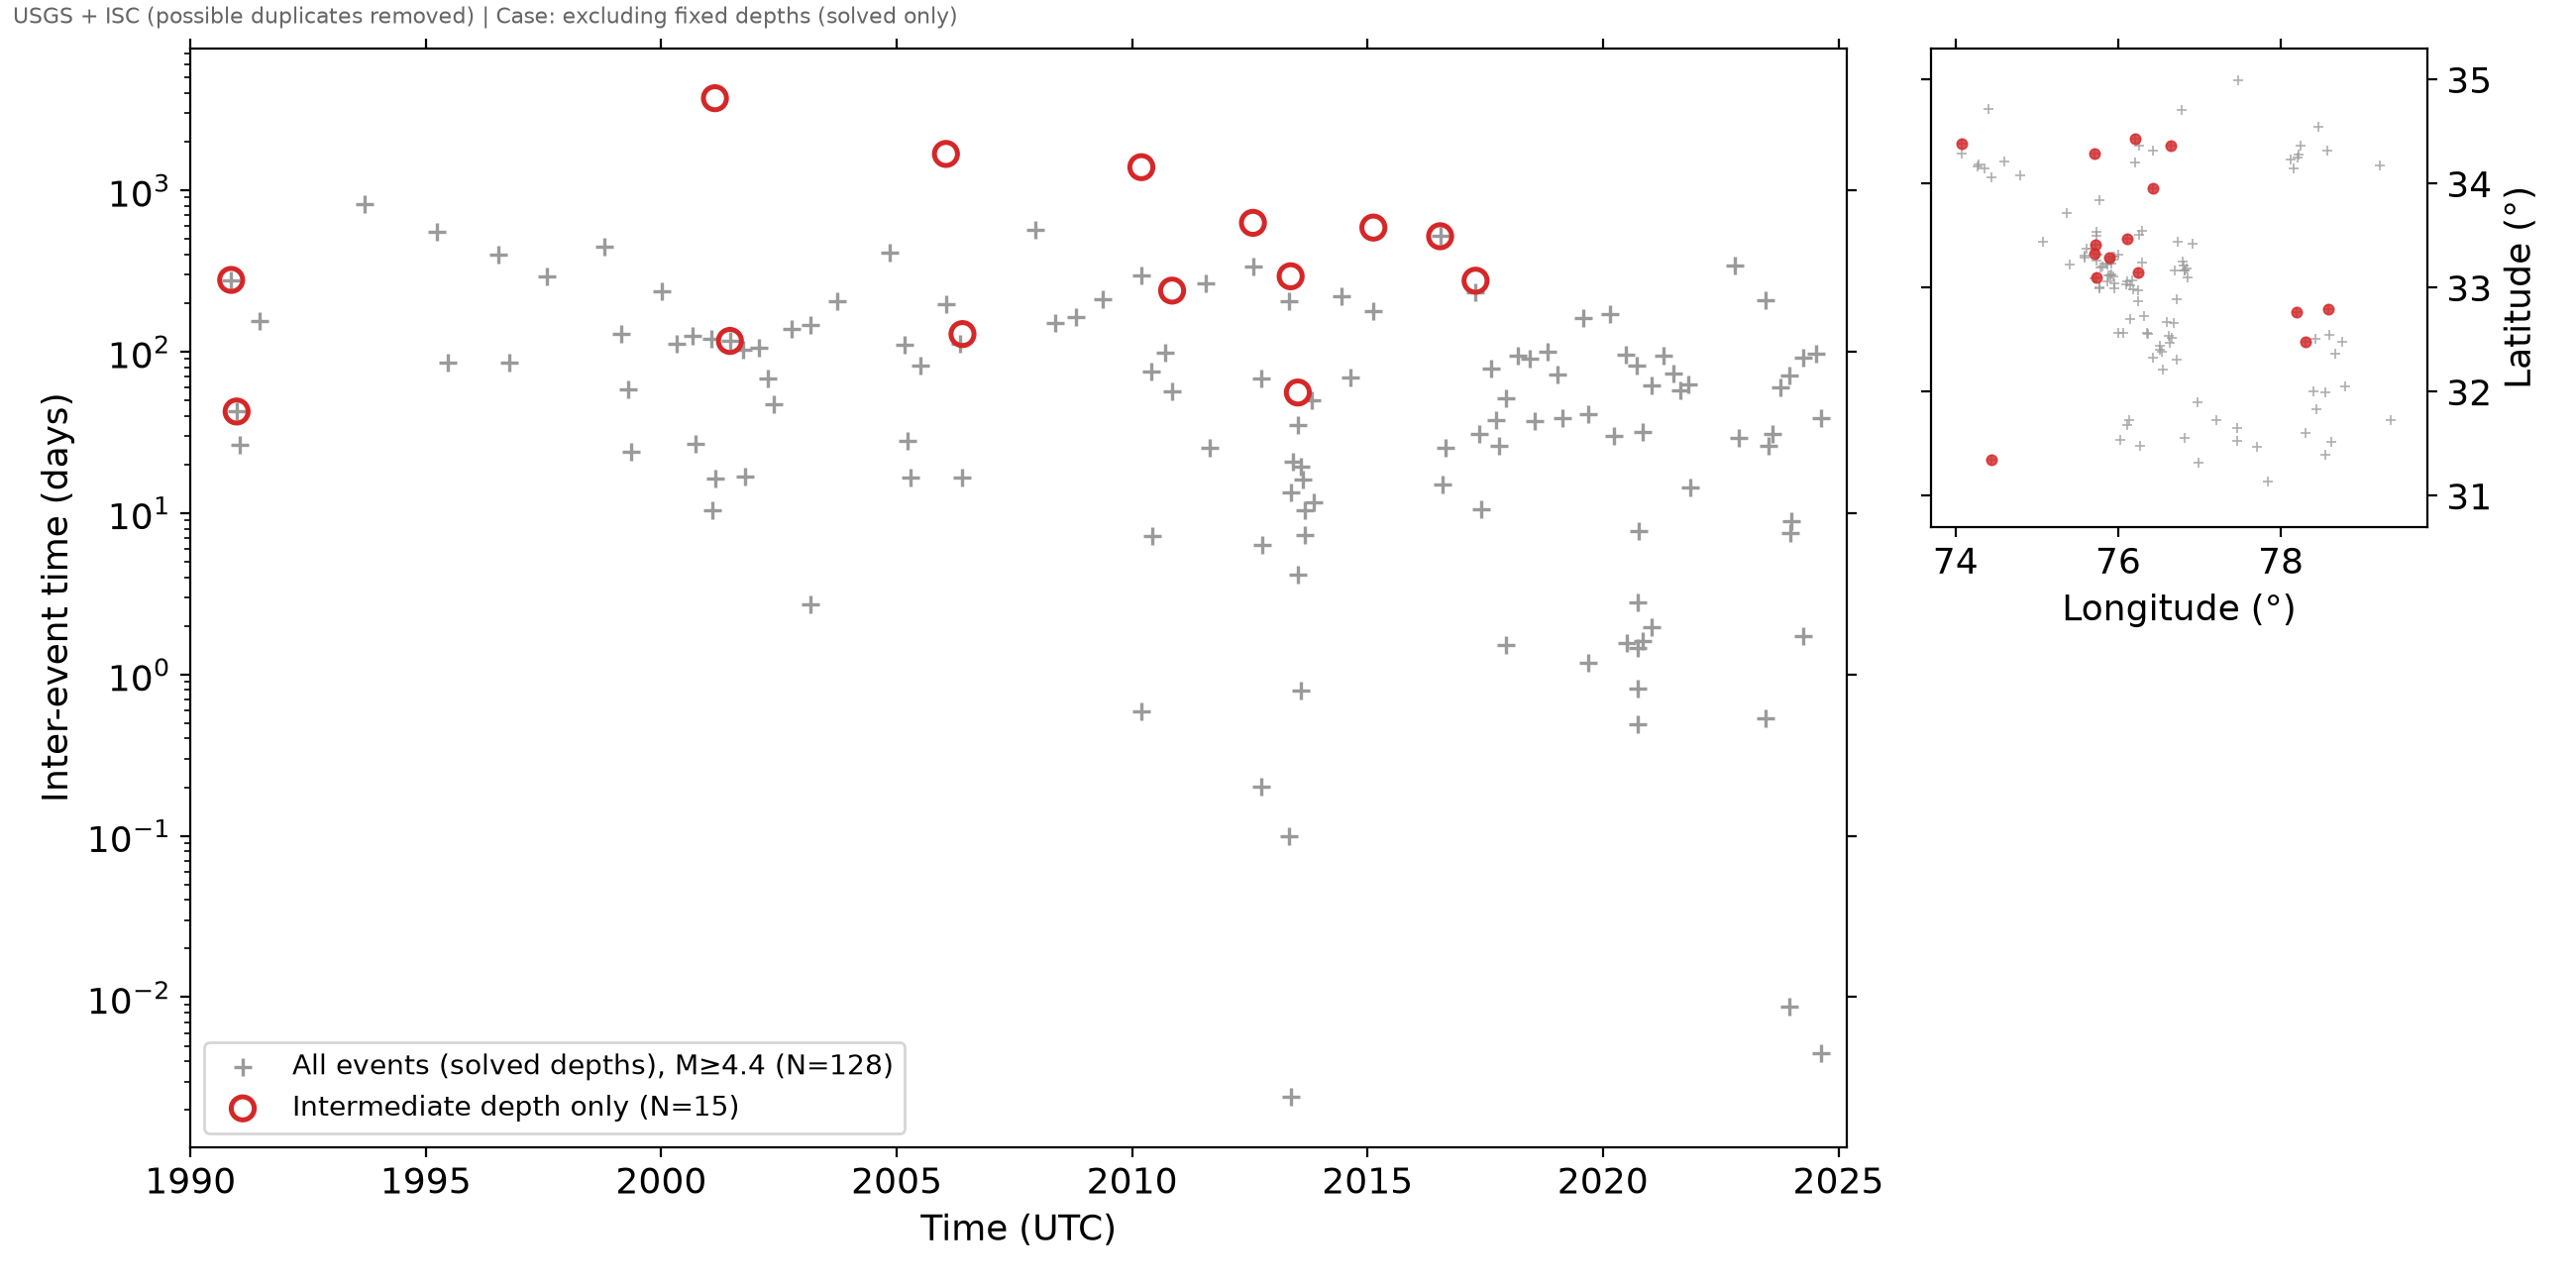 USGS + ISC (possible duplicates removed) | Case: excluding fixed depths (solved only)
Inter-event time (days)
10³
10²
10¹
10⁰
10⁻¹
10⁻²
All events (solved depths), M≥4.4 (N=128)
Intermediate depth only (N=15)
1990 1995 2000 2005 2010 2015 2020 2025
Time (UTC)
35
34
33
32
31
Latitude (°)
74 76 78
Longitude (°)